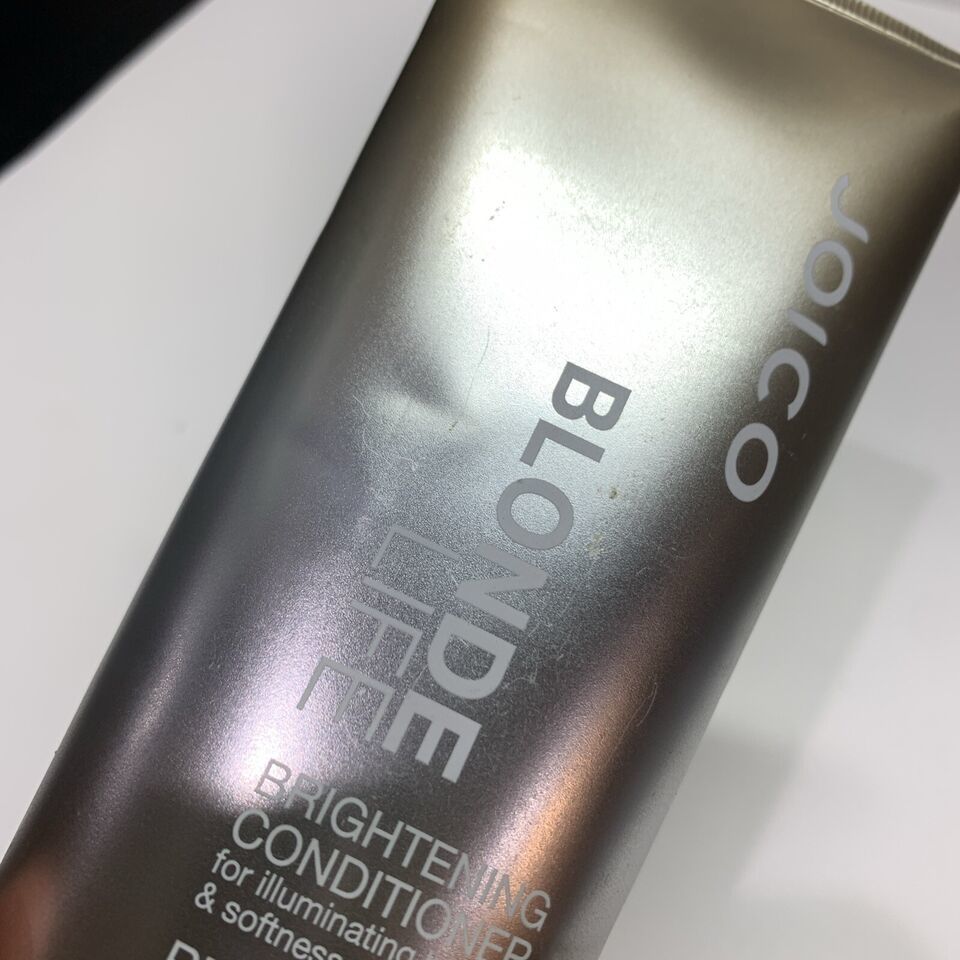 JOICO
BLONDE
LIFE
BRIGHTENING
CONDITIONER
for illuminating
& softness